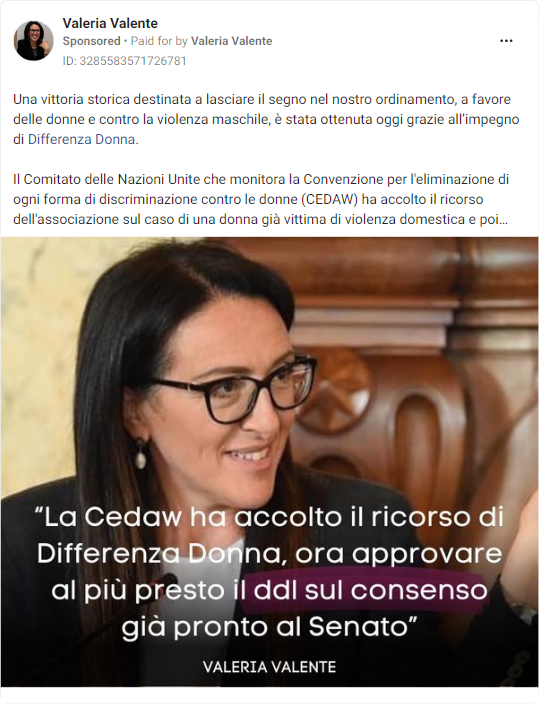 Valeria Valente
Sponsored • Paid for by Valeria Valente
ID: 3285583571726781
Una vittoria storica destinata a lasciare il segno nel nostro ordinamento, a favore
delle donne e contro la violenza maschile, è stata ottenuta oggi grazie all'impegno
di Differenza Donna.
Il Comitato delle Nazioni Unite che monitora la Convenzione per l'eliminazione di
ogni forma di discriminazione contro le donne (CEDAW) ha accolto il ricorso
dell'associazione sul caso di una donna già vittima di violenza domestica e poi...
“La Cedaw ha accolto il ricorso di
Differenza Donna, ora approvare
al più presto il ddl sul consenso
già pronto al Senato”
VALERIA VALENTE